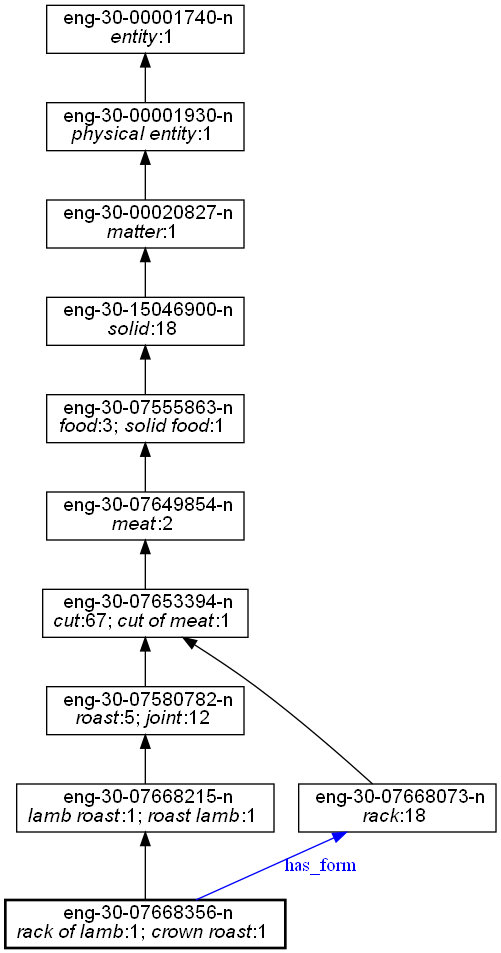 eng-30-00001740-n
entity:1
eng-30-00001930-n
physical entity:1
eng-30-00020827-n
matter:1
eng-30-15046900-n
solid:18
eng-30-07555863-n
food:3; solid food:1
eng-30-07649854-n
meat:2
eng-30-07653394-n
cut:67; cut of meat:1
eng-30-07580782-n
roast:5; joint:12
eng-30-07668215-n
lamb roast:1; roast lamb:1
eng-30-07668073-n
rack:18
has_form
eng-30-07668356-n
rack of lamb:1; crown roast:1